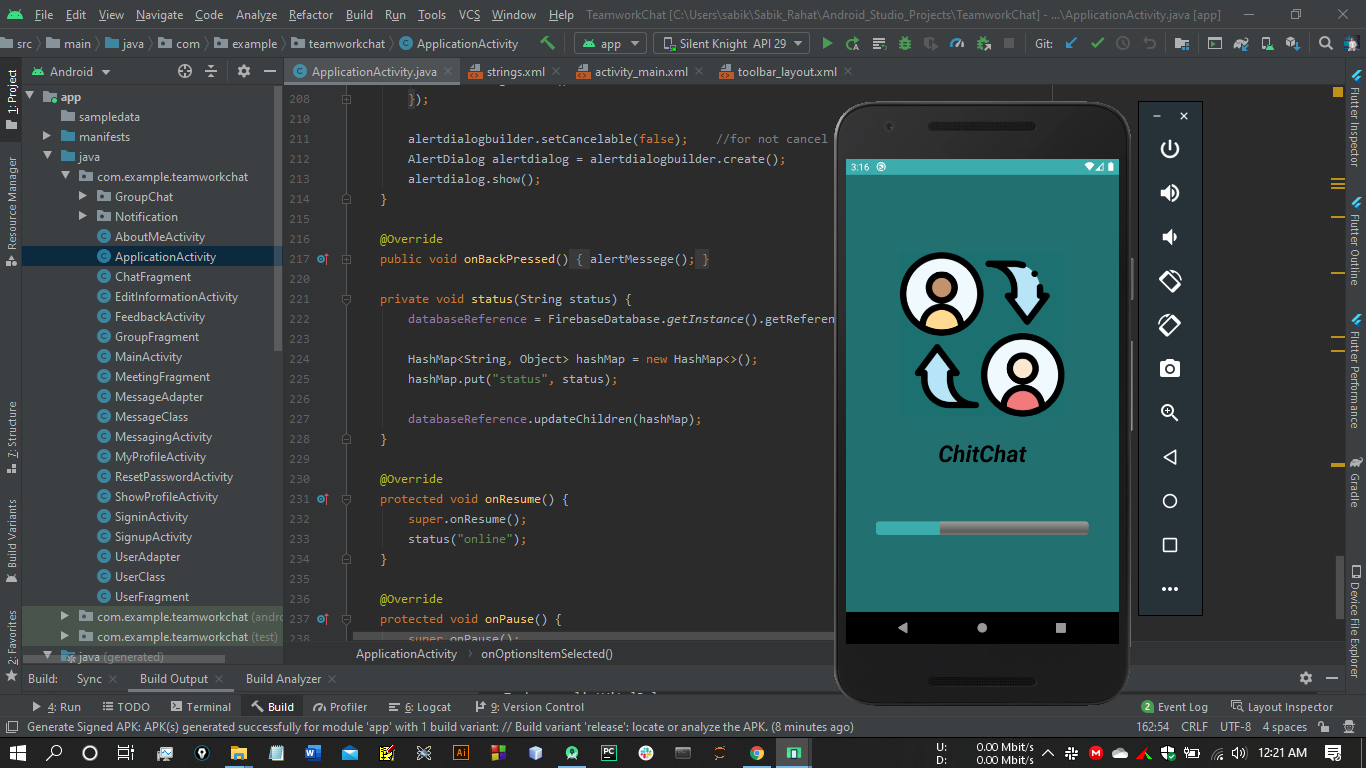 File Edit View Navigate Code Analyze Refactor Build Run Tools VCS Window Help TeamworkChat [C:\Users\sabik\Sabik_Rahat\Android_Studio_Projects\TeamworkChat] - ...\ApplicationActivity.java [app]
src main java com example teamworkchat ApplicationActivity app Silent Knight API 29 Git:
Android
ApplicationActivity.java strings.xml activity_main.xml toolbar_layout.xml
1: Project
Resource Manager
7: Structure
Build Variants
2: Favorites
app
sampledata
manifests
java
com.example.teamworkchat
GroupChat
Notification
AboutMeActivity
ApplicationActivity
ChatFragment
EditInformationActivity
FeedbackActivity
GroupFragment
MainActivity
MeetingFragment
MessageAdapter
MessageClass
MessagingActivity
MyProfileActivity
ResetPasswordActivity
ShowProfileActivity
SigninActivity
SignupActivity
UserAdapter
UserClass
UserFragment
com.example.teamworkchat (andro
com.example.teamworkchat (test)
java (generated)
208 });
210
211 alertdialogbuilder.setCancelable(false); //for not cancel
212 AlertDialog alertdialog = alertdialogbuilder.create();
213 alertdialog.show();
214 }
215
216 @Override
217 public void onBackPressed() { alertMessege(); }
220
221 private void status(String status) {
222 databaseReference = FirebaseDatabase.getInstance().getReferen
223
224 HashMap<String, Object> hashMap = new HashMap<>();
225 hashMap.put("status", status);
226
227 databaseReference.updateChildren(hashMap);
228 }
229
230 @Override
231 protected void onResume() {
232 super.onResume();
233 status("online");
234 }
235
236 @Override
237 protected void onPause() {
238 super.onPause();
ApplicationActivity onOptionsItemSelected()
3:16
ChitChat
Flutter Inspector
Flutter Outline
Flutter Performance
Gradle
Device File Explorer
Build: Sync Build Output Build Analyzer
4: Run TODO Terminal Build Profiler 6: Logcat 9: Version Control 2 Event Log Layout Inspector
Generate Signed APK: APK(s) generated successfully for module 'app' with 1 build variant: // Build variant 'release': locate or analyze the APK. (8 minutes ago) 162:54 CRLF UTF-8 4 spaces
U: 0.00 Mbit/s
D: 0.00 Mbit/s
12:21 AM